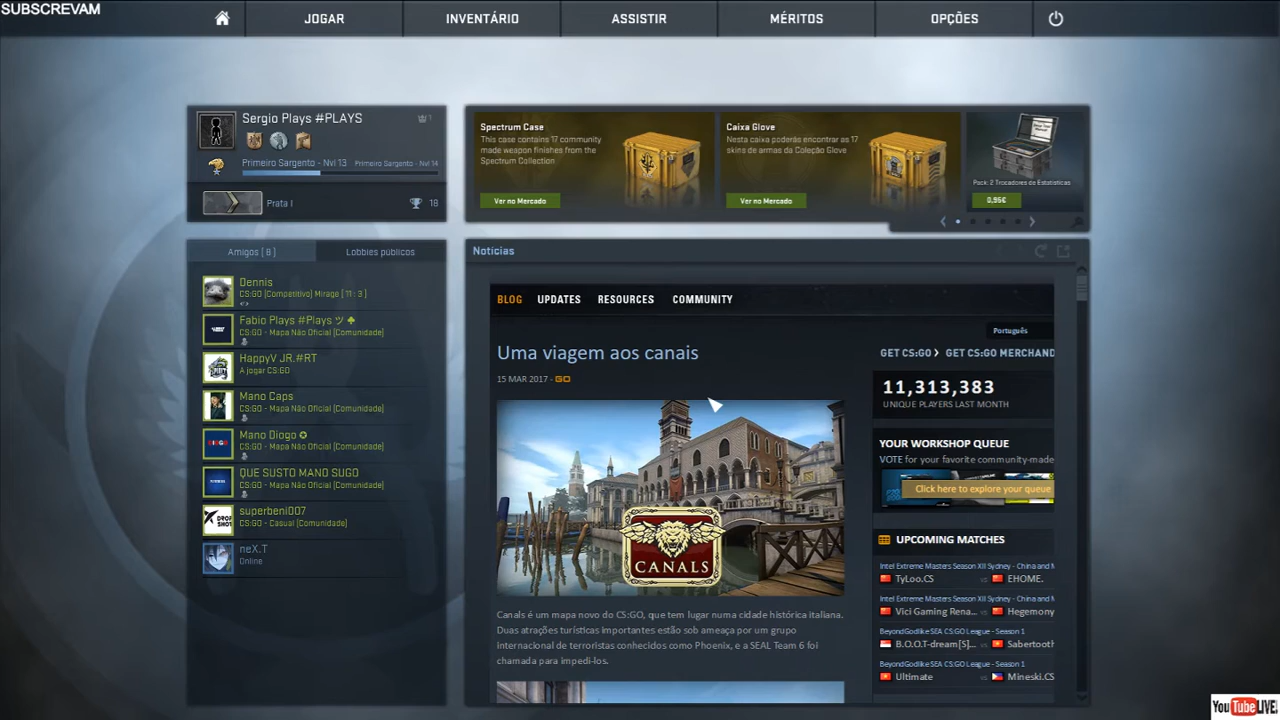 SUBSCREVAM
JOGAR
INVENTÁRIO
ASSISTIR
MÉRITOS
OPÇÕES
Sergio Plays #PLAYS
1
Primeiro Sargento - Nvl 13
Primeiro Sargento - Nvl 14
Prata I
18
Spectrum Case
This case contains 17 community
made weapon finishes from the
Spectrum Collection
Ver no Mercado
Caixa Glove
Nesta caixa poderás encontrar as 17
skins de armas da Coleção Glove
Ver no Mercado
Pack: 2 Trocadores de Estatísticas
0,95€
Amigos [ 8 ]
Lobbies públicos
Dennis
CS:GO [Competitivo] Mirage [ 11 : 3 ]
Fabio Plays #Plays ツ ♣
CS:GO - Mapa Não Oficial [Comunidade]
HappyV JR.#RT
A jogar CS:GO
Mano Caps
CS:GO - Mapa Não Oficial [Comunidade]
Mano Diogo ✪
CS:GO - Mapa Não Oficial [Comunidade]
QUE SUSTO MANO SUGO
CS:GO - Mapa Não Oficial [Comunidade]
superbeni007
CS:GO - Casual [Comunidade]
neX.T
Online
Notícias
BLOG
UPDATES
RESOURCES
COMMUNITY
Português
Uma viagem aos canais
15 MAR 2017 - GO
CANALS
Canals é um mapa novo do CS:GO, que tem lugar numa cidade histórica italiana.
Duas atrações turísticas importantes estão sob ameaça por um grupo
Internacional de terroristas conhecidos como Phoenix, e a SEAL Team 6 foi
chamada para impedi-los.
GET CS:GO
GET CS:GO MERCHAND
11,313,383
UNIQUE PLAYERS LAST MONTH
YOUR WORKSHOP QUEUE
VOTE for your favorite community-made
Click here to explore your queue
UPCOMING MATCHES
Intel Extreme Masters Season XII Sydney - China and M
TyLoo.CS vs EHOME.
Intel Extreme Masters Season XII Sydney - China and M
Vici Gaming Rena... vs Hegemony
BeyondGodlike SEA CS:GO League - Season 1
B.O.O.T-dream[S]... vs Sabertooth
BeyondGodlike SEA CS:GO League - Season 1
Ultimate vs Mineski.CS
YouTube LIVE